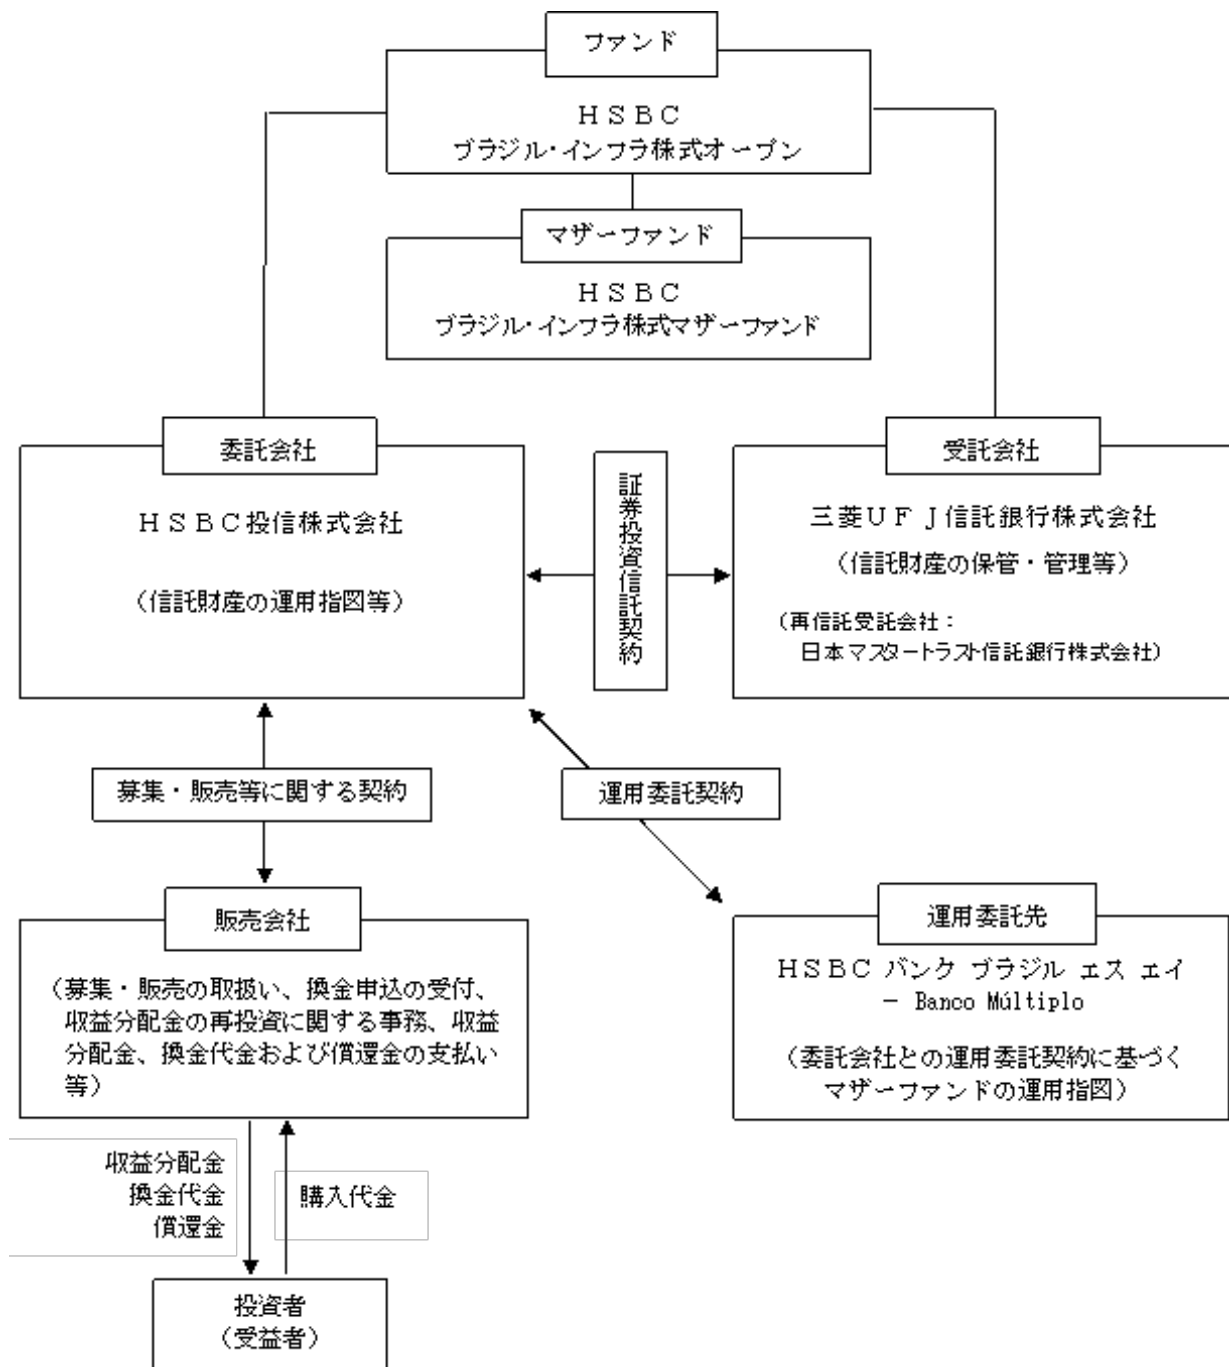 ファンド
ＨＳＢＣ
ブラジル・インフラ株式オープン
マザーファンド
ＨＳＢＣ
ブラジル・インフラ株式マザーファンド
委託会社
ＨＳＢＣ投信株式会社
（信託財産の運用指図等）
証券投資信託契約
受託会社
三菱ＵＦＪ信託銀行株式会社
（信託財産の保管・管理等）
（再信託受託会社：
日本マスタートラスト信託銀行株式会社）
募集・販売等に関する契約
運用委託契約
販売会社
（募集・販売の取扱い、換金申込の受付、
収益分配金の再投資に関する事務、収益
分配金、換金代金および償還金の支払い
等）
運用委託先
ＨＳＢＣ バンク ブラジル エス エイ
－ Banco Múltiplo
（委託会社との運用委託契約に基づく
マザーファンドの運用指図）
収益分配金
換金代金
償還金
購入代金
投資者
（受益者）